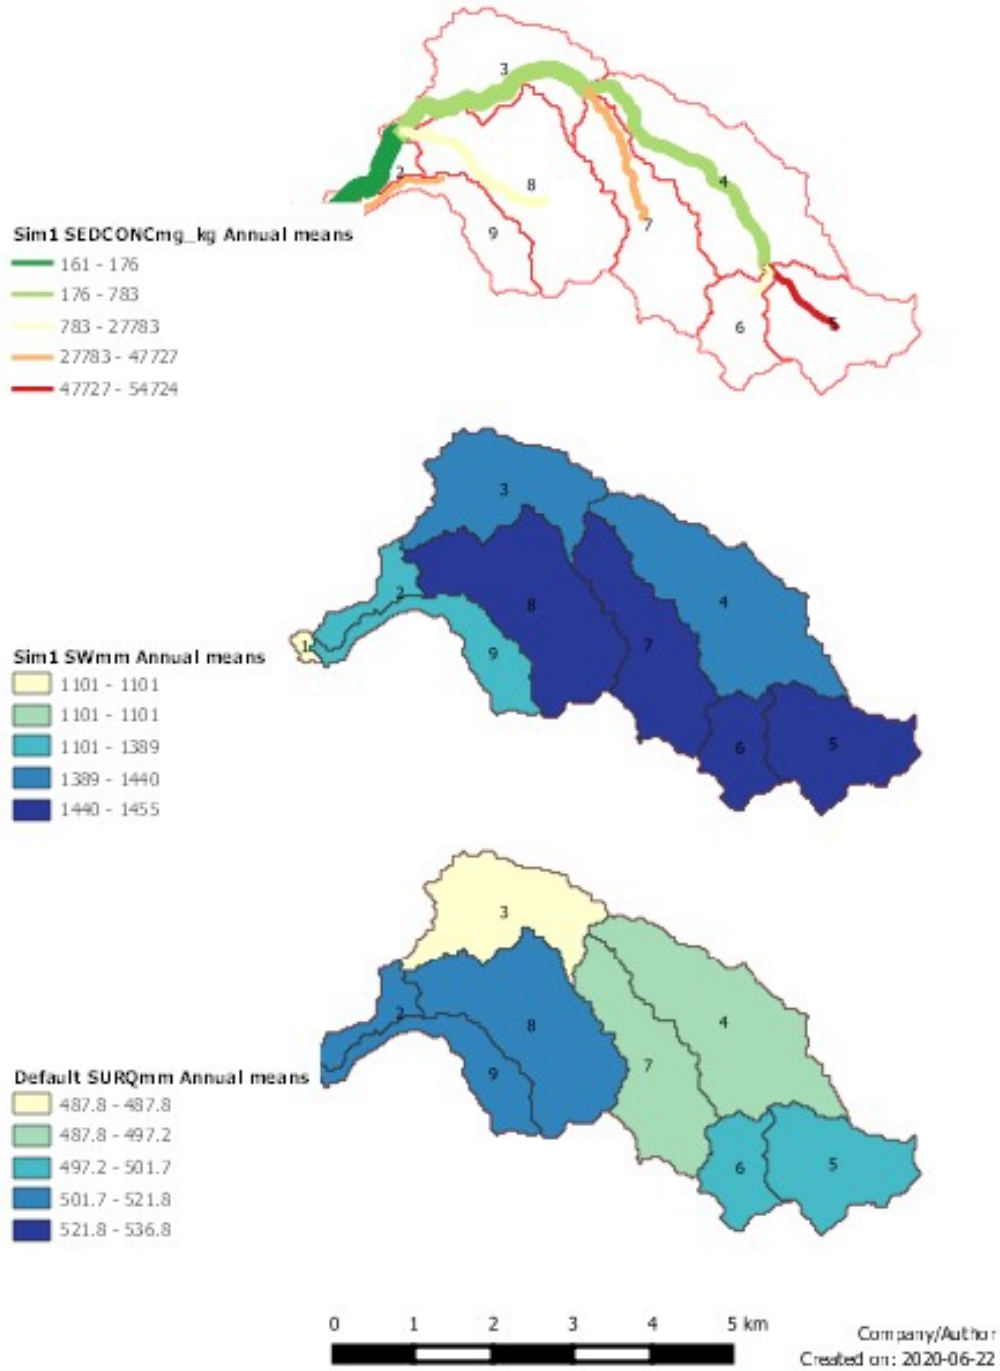 3
2
8
4
7
9
6
5
Sim1 SEDCONCmg_kg Annual means
161 - 176
176 - 783
783 - 27783
27783 - 47727
47727 - 54724
3
4
2
8
7
1
9
6
5
Sim1 SWmm Annual means
1101 - 1101
1101 - 1101
1101 - 1389
1389 - 1440
1440 - 1455
3
4
2
8
7
9
6
5
Default SURQmm Annual means
487.8 - 487.8
487.8 - 497.2
497.2 - 501.7
501.7 - 521.8
521.8 - 536.8
0 1 2 3 4 5 km
Company/Author
Created on: 2020-06-22